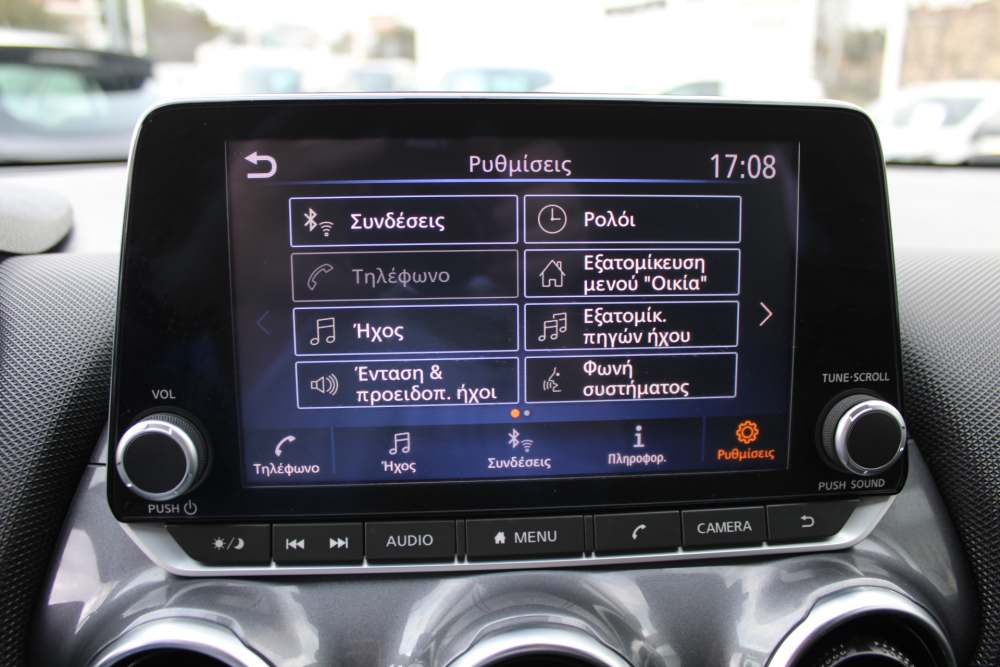 Ρυθμίσεις
17:08
Συνδέσεις
Ρολόι
Τηλέφωνο
Εξατομίκευση
μενού "Οικία"
Ήχος
Εξατομίκ.
πηγών ήχου
Ένταση &
προειδοπ. ήχοι
Φωνή
συστήματος
Τηλέφωνο
Ήχος
Συνδέσεις
Πληροφορ.
Ρυθμίσεις
VOL
PUSH
TUNE·SCROLL
PUSH SOUND
AUDIO
MENU
CAMERA